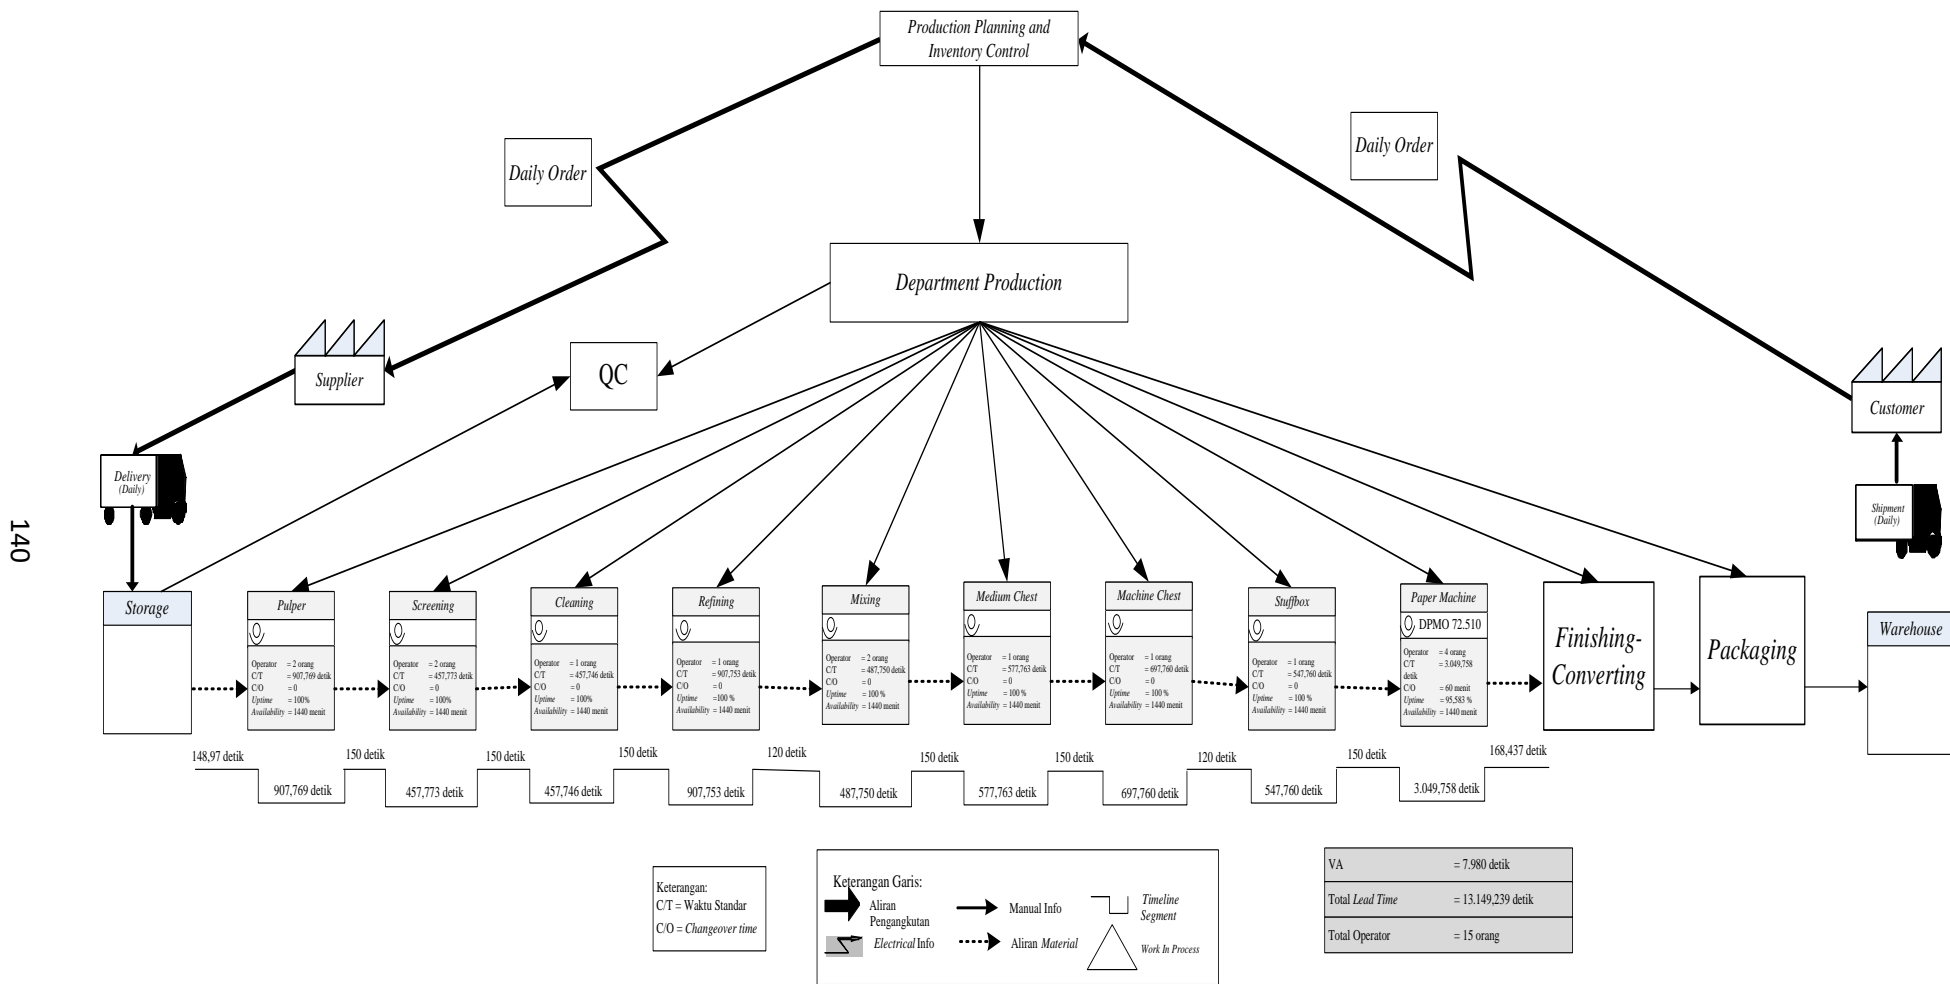 Production Planning and
Inventory Control
Daily Order
Daily Order
Department Production
QC
Supplier
Customer
Delivery
(Daily)
Shipment
(Daily)
140
Storage
Pulper
Operator = 2 orang
C/T = 907,769 detik
C/O = 0
Uptime = 100%
Availability = 1440 menit
Screening
Operator = 2 orang
C/T = 457,773 detik
C/O = 0
Uptime = 100%
Availability = 1440 menit
Cleaning
Operator = 1 orang
C/T = 457,746 detik
C/O = 0
Uptime = 100%
Availability = 1440 menit
Refining
Operator = 1 orang
C/T = 907,753 detik
C/O = 0
Uptime =100 %
Availability = 1440 menit
Mixing
Operator = 2 orang
C/T = 487,750 detik
C/O = 0
Uptime = 100 %
Availability = 1440 menit
Medium Chest
Operator = 1 orang
C/T = 577,763 detik
C/O = 0
Uptime = 100 %
Availability = 1440 menit
Machine Chest
Operator = 1 orang
C/T = 697,760 detik
C/O = 0
Uptime = 100 %
Availability = 1440 menit
Stuffbox
Operator = 1 orang
C/T = 547,760 detik
C/O = 0
Uptime = 100 %
Availability = 1440 menit
Paper Machine
DPMO 72.510
Operator = 4 orang
C/T = 3.049,758
detik
C/O = 60 menit
Uptime = 95,583 %
Availability = 1440 menit
Finishing-
Converting
Packaging
Warehouse
148,97 detik
150 detik
150 detik
150 detik
120 detik
150 detik
150 detik
120 detik
150 detik
168,437 detik
907,769 detik
457,773 detik
457,746 detik
907,753 detik
487,750 detik
577,763 detik
697,760 detik
547,760 detik
3.049,758 detik
Keterangan:
C/T = Waktu Standar
C/O = Changeover time
Keterangan Garis:
Aliran
Pengangkutan
Manual Info
Timeline
Segment
Electrical Info
Aliran Material
Work In Process
VA = 7.980 detik
Total Lead Time = 13.149,239 detik
Total Operator = 15 orang